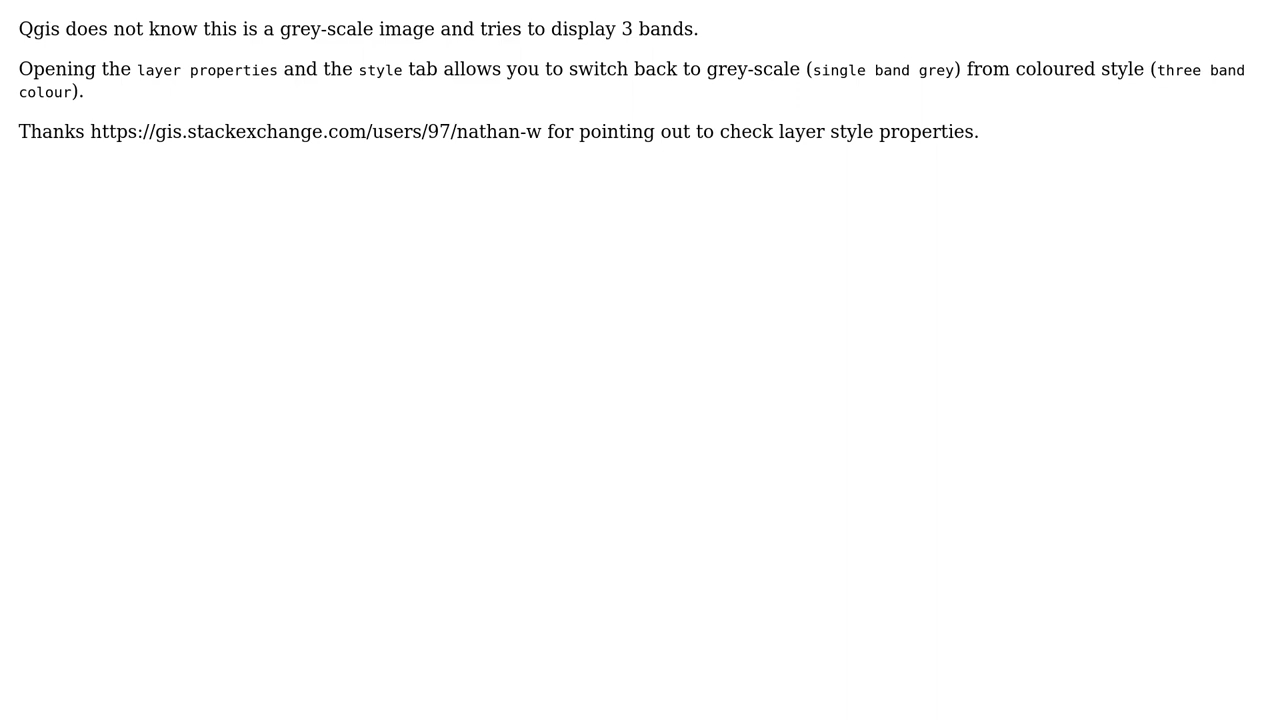 Qgis does not know this is a grey-scale image and tries to display 3 bands.
Opening the layer properties and the style tab allows you to switch back to grey-scale (single band grey) from coloured style (three band
colour).
Thanks https://gis.stackexchange.com/users/97/nathan-w for pointing out to check layer style properties.